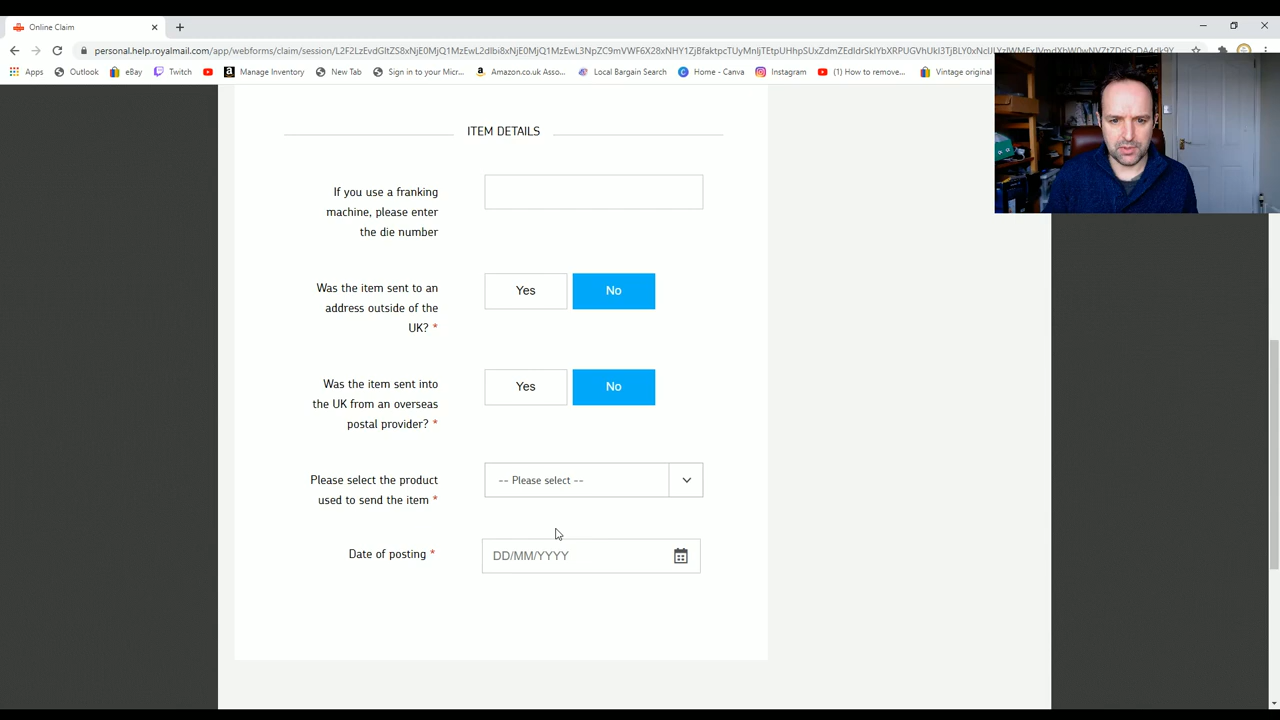 Online Claim
personal.help.royalmail.com/app/webforms/claim/session/
Apps Outlook eBay Twitch Manage Inventory New Tab Sign in to your Micr... Amazon.co.uk Asso... Local Bargain Search Home - Canva Instagram (1) How to remove... Vintage original
ITEM DETAILS
If you use a franking
machine, please enter
the die number
Was the item sent to an
address outside of the
UK? *
Yes No
Was the item sent into
the UK from an overseas
postal provider? *
Yes No
Please select the product
used to send the item *
-- Please select --
Date of posting *
DD/MM/YYYY